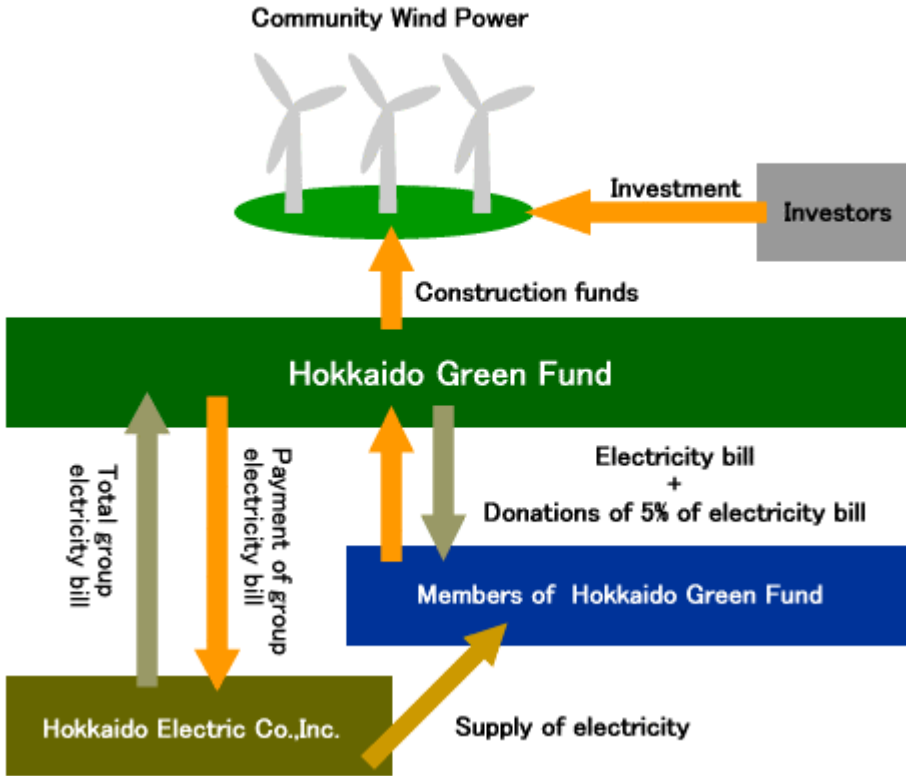 Community Wind Power
Investment
Investors
Construction funds
Hokkaido Green Fund
Total group
elctricity bill
Payment of group
electricity bill
Electricity bill
+
Donations of 5% of electricity bill
Members of Hokkaido Green Fund
Hokkaido Electric Co.,Inc.
Supply of electricity